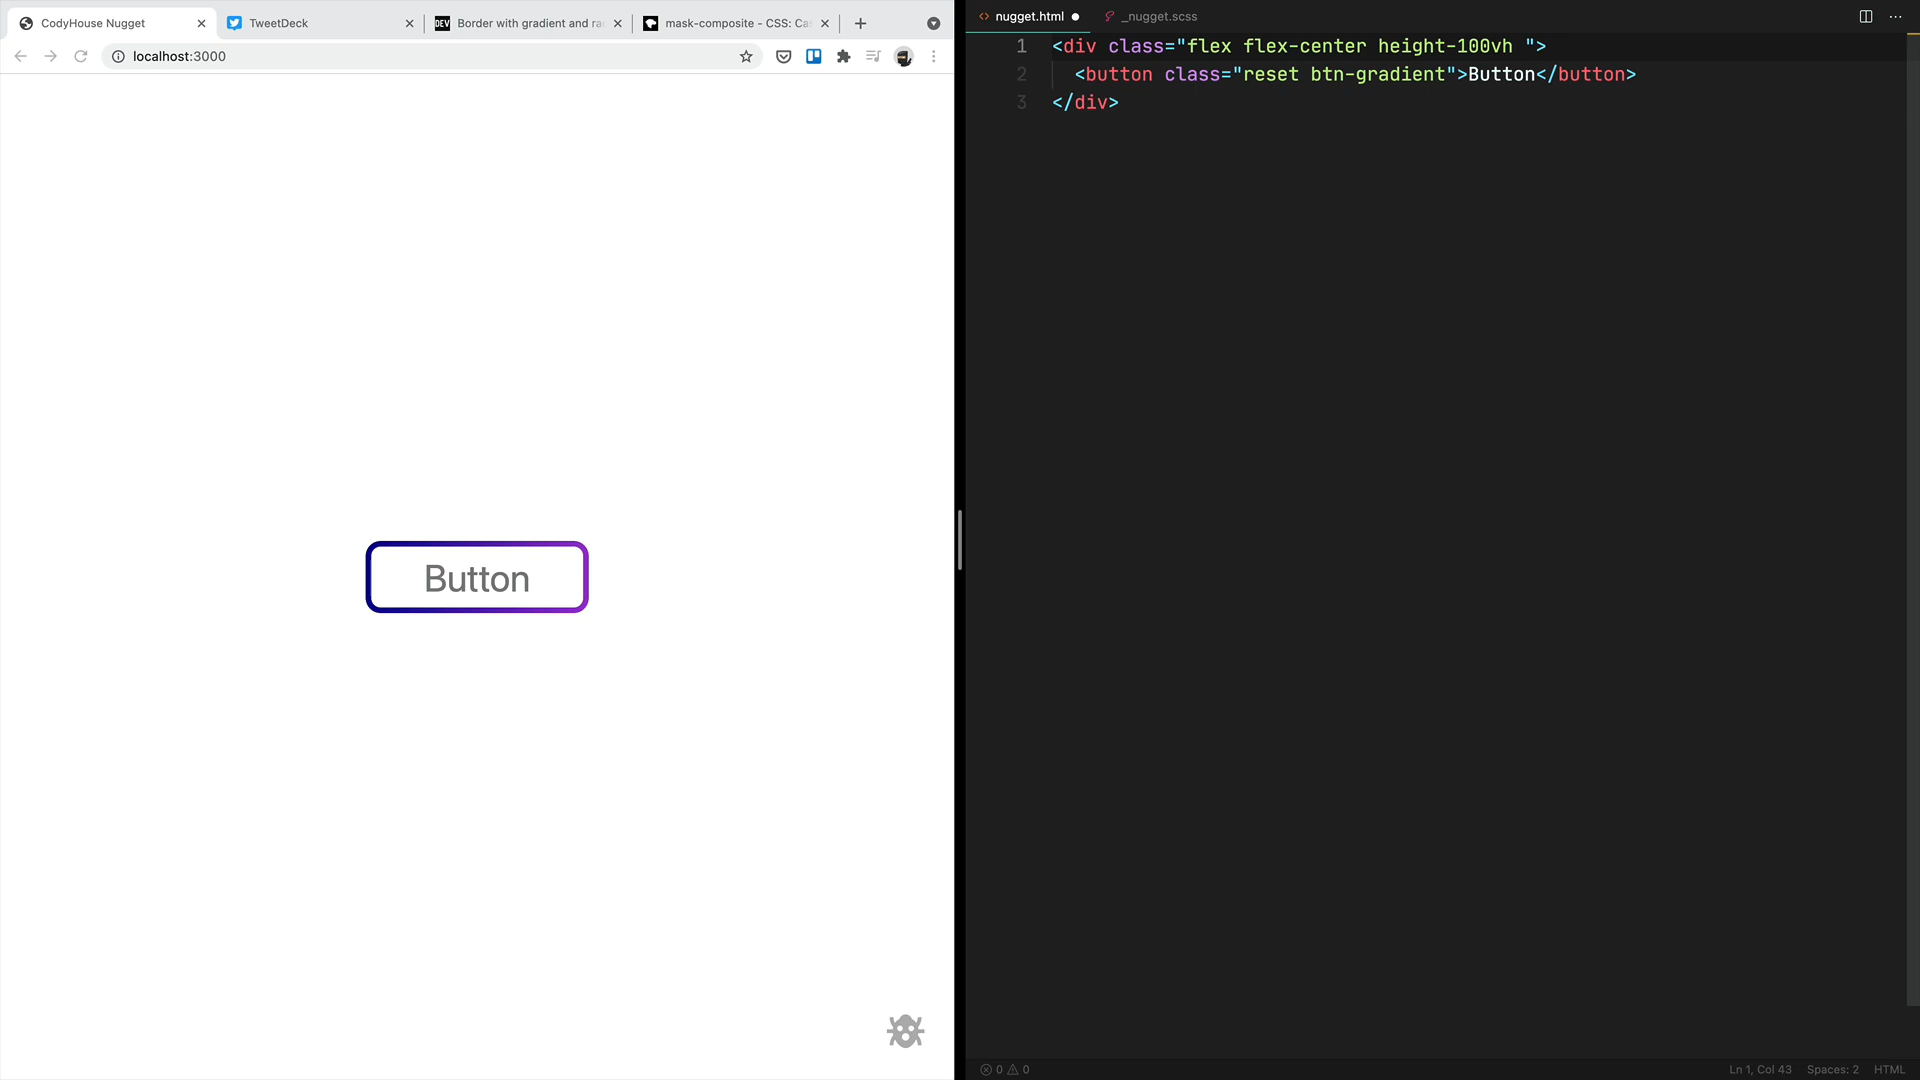 CodyHouse Nugget
TweetDeck
DEV Border with gradient and ra
mask-composite - CSS: Ca
localhost:3000
Button
nugget.html
_nugget.scss
1 <div class="flex flex-center height-100vh ">
2 <button class="reset btn-gradient">Button</button>
3 </div>
0 0
Ln 1, Col 43 Spaces: 2 HTML